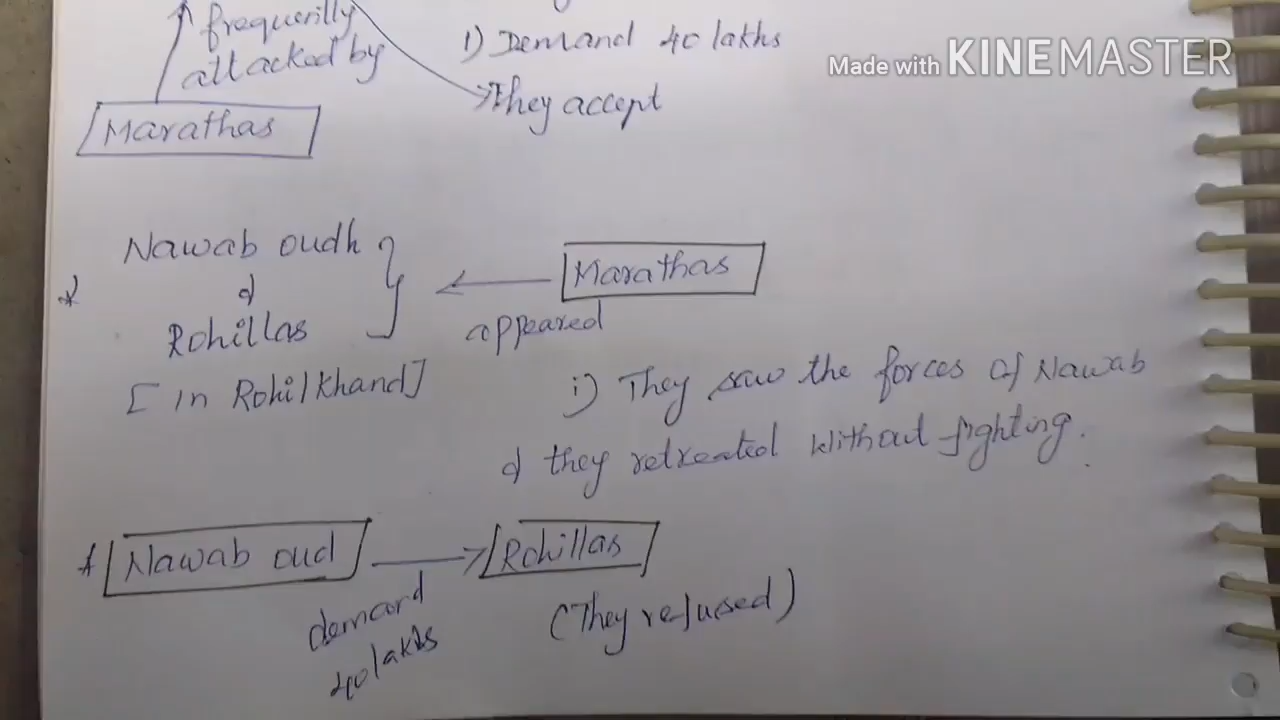 frequently
attacked by
Marathas
1) Demand 40 lakhs
They accept
Made with KINEMASTER
Nawab oudh
&
Rohillas
[in Rohilkhand]
Marathas
appeared
i) They saw the forces of Nawab
& they retreated without fighting.
Nawab oud
demand
40 lakhs
Rohillas
(They refused)